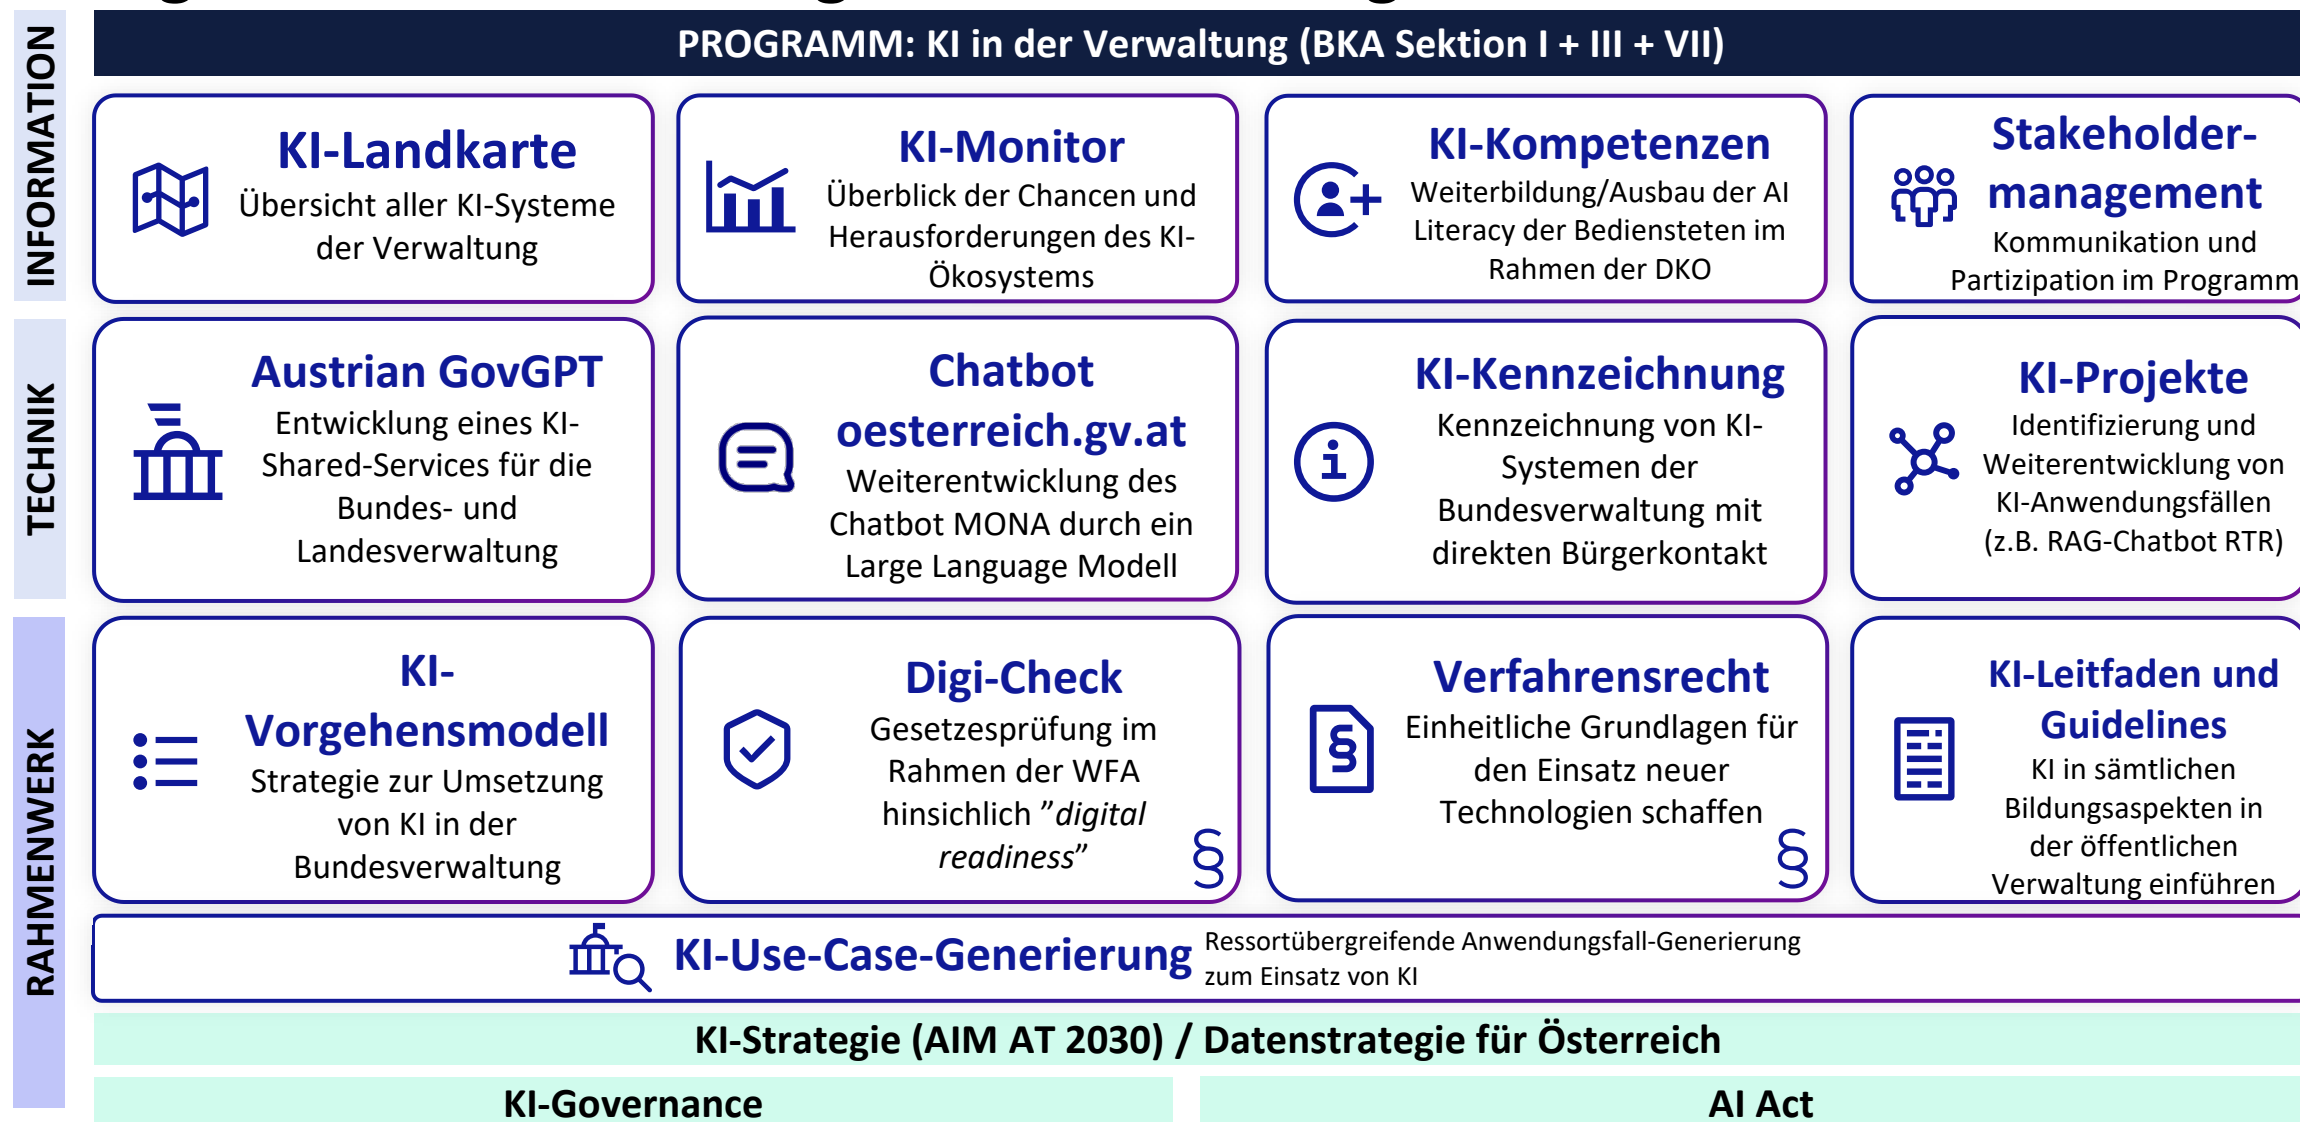 PROGRAMM: KI in der Verwaltung (BKA Sektion I + III + VII)
INFORMATION
KI-Landkarte
Übersicht aller KI-Systeme
der Verwaltung
KI-Monitor
Überblick der Chancen und
Herausforderungen des KI-
Ökosystems
KI-Kompetenzen
Weiterbildung/Ausbau der AI
Literacy der Bediensteten im
Rahmen der DKO
Stakeholder-
management
Kommunikation und
Partizipation im Programm
TECHNIK
Austrian GovGPT
Entwicklung eines KI-
Shared-Services für die
Bundes- und
Landesverwaltung
Chatbot
oesterreich.gv.at
Weiterentwicklung des
Chatbot MONA durch ein
Large Language Modell
KI-Kennzeichnung
Kennzeichnung von KI-
Systemen der
Bundesverwaltung mit
direkten Bürgerkontakt
KI-Projekte
Identifizierung und
Weiterentwicklung von
KI-Anwendungsfällen
(z.B. RAG-Chatbot RTR)
RAHMENWERK
KI-
Vorgehensmodell
Strategie zur Umsetzung
von KI in der
Bundesverwaltung
Digi-Check
Gesetzesprüfung im
Rahmen der WFA
hinsichlich ”digital
readiness”
§
§
Verfahrensrecht
Einheitliche Grundlagen für
den Einsatz neuer
Technologien schaffen
§
KI-Leitfaden und
Guidelines
KI in sämtlichen
Bildungsaspekten in
der öffentlichen
Verwaltung einführen
KI-Use-Case-Generierung
Ressortübergreifende Anwendungsfall-Generierung
zum Einsatz von KI
KI-Strategie (AIM AT 2030) / Datenstrategie für Österreich
KI-Governance
AI Act